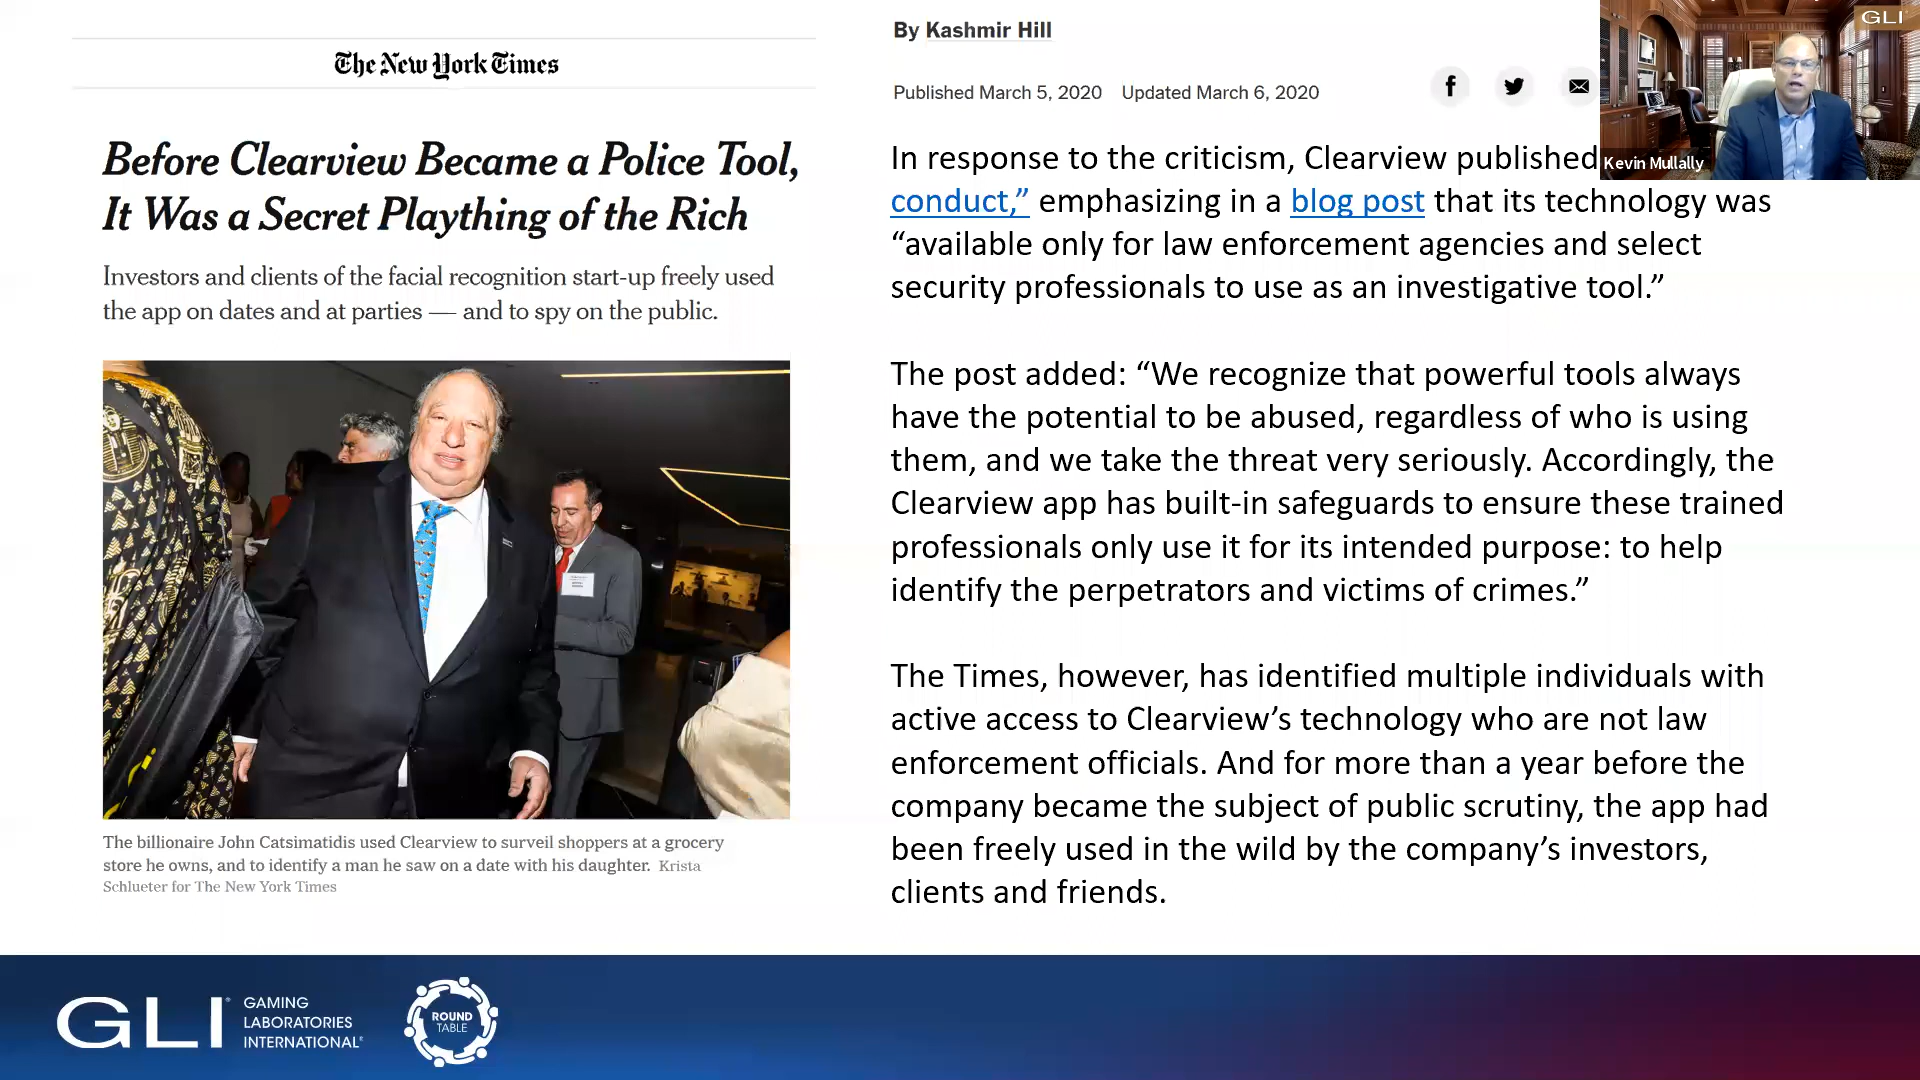 The New York Times
Before Clearview Became a Police Tool,
It Was a Secret Plaything of the Rich
Investors and clients of the facial recognition start-up freely used
the app on dates and at parties — and to spy on the public.
The billionaire John Catsimatidis used Clearview to surveil shoppers at a grocery
store he owns, and to identify a man he saw on a date with his daughter. Krista
Schlueter for The New York Times
By Kashmir Hill
Published March 5, 2020 Updated March 6, 2020
In response to the criticism, Clearview published
conduct,” emphasizing in a blog post that its technology was
“available only for law enforcement agencies and select
security professionals to use as an investigative tool.”
The post added: “We recognize that powerful tools always
have the potential to be abused, regardless of who is using
them, and we take the threat very seriously. Accordingly, the
Clearview app has built-in safeguards to ensure these trained
professionals only use it for its intended purpose: to help
identify the perpetrators and victims of crimes.”
The Times, however, has identified multiple individuals with
active access to Clearview’s technology who are not law
enforcement officials. And for more than a year before the
company became the subject of public scrutiny, the app had
been freely used in the wild by the company’s investors,
clients and friends.
GLI
Kevin Mullally
GLI®
GAMING
LABORATORIES
INTERNATIONAL®
ROUND
TABLE